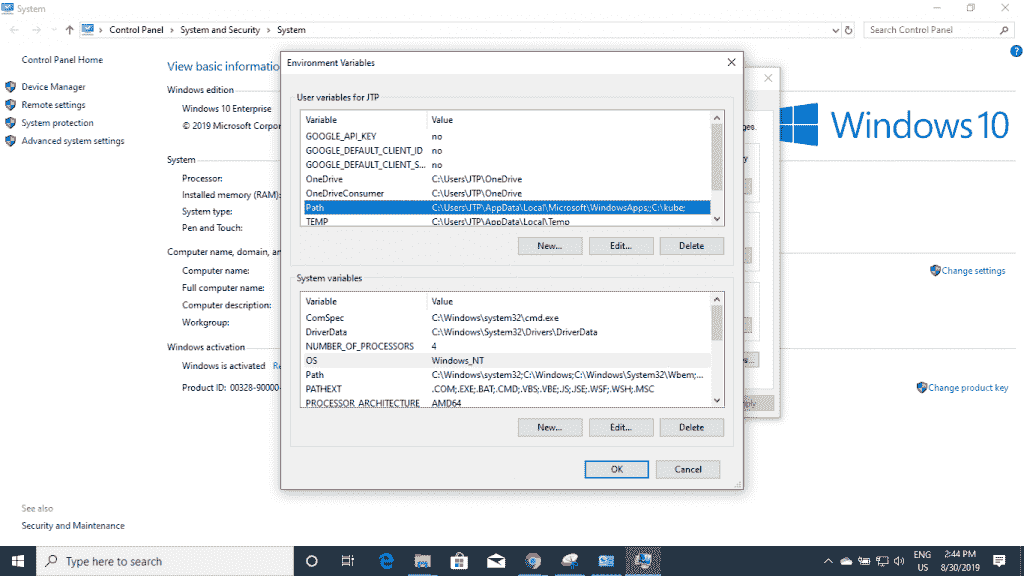 System
Control Panel > System and Security > System
Search Control Panel
Control Panel Home
Device Manager
Remote settings
System protection
Advanced system settings
See also
Security and Maintenance
View basic informatio
Windows edition
Windows 10 Enterprise
© 2019 Microsoft Corpor
Windows 10
System
Processor:
Installed memory (RAM):
System type:
Pen and Touch:
Computer name, domain, an
Computer name:
Full computer name:
Computer description:
Workgroup:
Change settings
Windows activation
Windows is activated Re
Product ID: 00328-90000-
Change product key
Environment Variables
User variables for JTP
Variable Value
GOOGLE_API_KEY no
GOOGLE_DEFAULT_CLIENT_ID no
GOOGLE_DEFAULT_CLIENT_S... no
OneDrive C:\Users\JTP\OneDrive
OneDriveConsumer C:\Users\JTP\OneDrive
Path C:\Users\JTP\AppData\Local\Microsoft\WindowsApps;;C:\kube;
TEMP C:\Users\JTP\AppData\Local\Temp
New... Edit... Delete
System variables
Variable Value
ComSpec C:\Windows\system32\cmd.exe
DriverData C:\Windows\System32\Drivers\DriverData
NUMBER_OF_PROCESSORS 4
OS Windows_NT
Path C:\Windows\system32;C:\Windows;C:\Windows\System32\Wbem;...
PATHEXT .COM;.EXE;.BAT;.CMD;.VBS;.VBE;.JS;.JSE;.WSF;.WSH;.MSC
PROCESSOR_ARCHITECTURE AMD64
New... Edit... Delete
OK Cancel
ges.
Type here to search
ENG
US
2:44 PM
8/30/2019